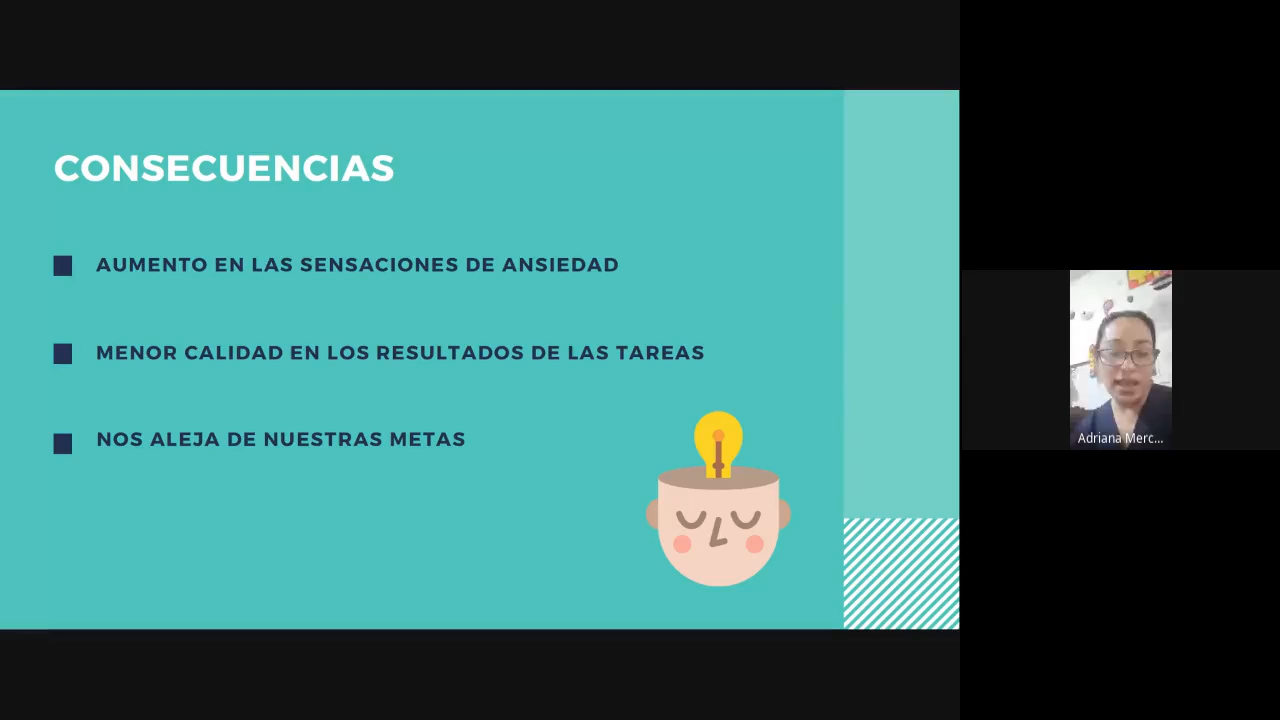 CONSECUENCIAS
AUMENTO EN LAS SENSACIONES DE ANSIEDAD
MENOR CALIDAD EN LOS RESULTADOS DE LAS TAREAS
NOS ALEJA DE NUESTRAS METAS
Adriana Merc...